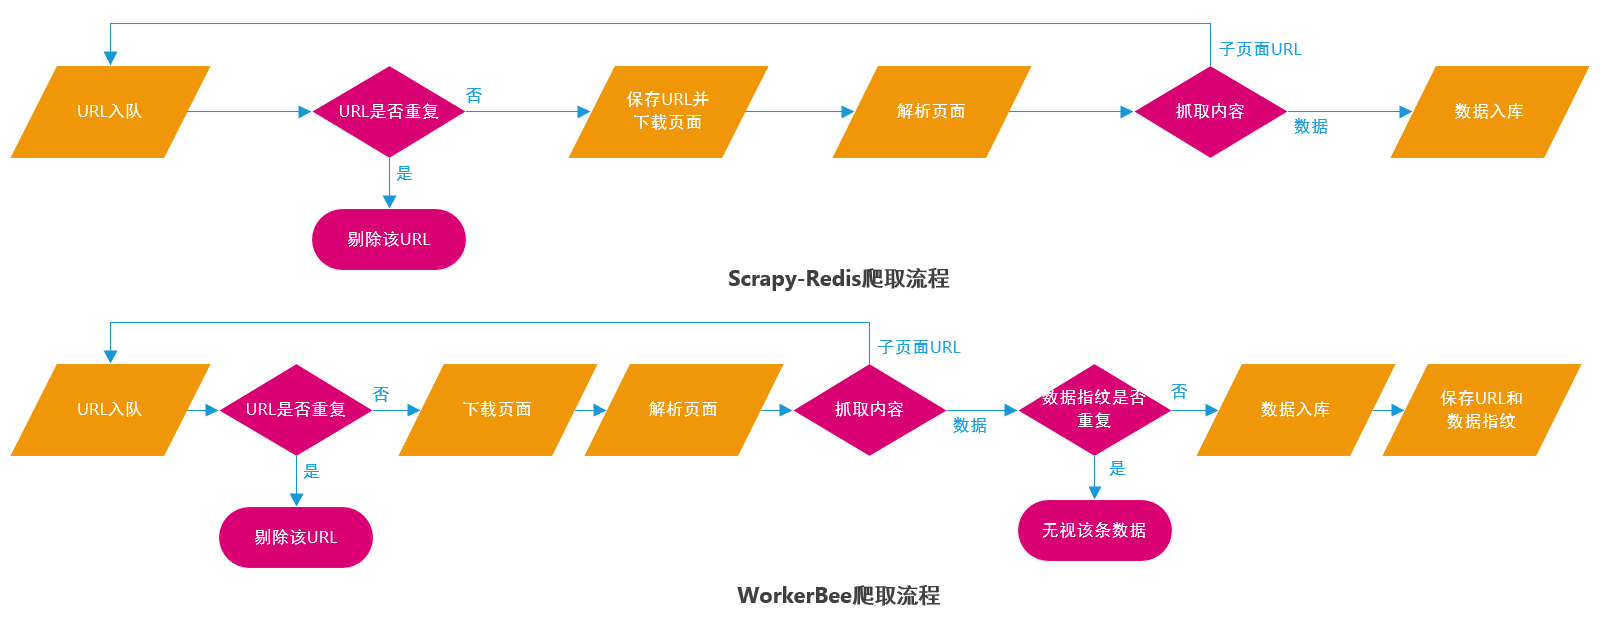 子页面URL
URL入队
URL是否重复
否
保存URL并
下载页面
解析页面
抓取内容
数据
数据入库
是
剔除该URL
Scrapy-Redis爬取流程
子页面URL
URL入队
URL是否重复
否
下载页面
解析页面
抓取内容
数据
数据指纹是否
重复
否
数据入库
保存URL和
数据指纹
是
是
剔除该URL
无视该条数据
WorkerBee爬取流程